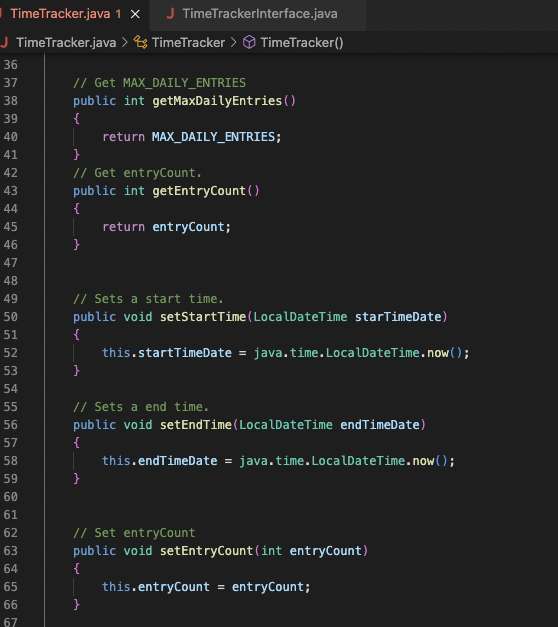 TimeTracker.java 1 × TimeTrackerInterface.java
TimeTracker.java > TimeTracker > TimeTracker()
36
37 // Get MAX_DAILY_ENTRIES
38 public int getMaxDailyEntries()
39 {
40 return MAX_DAILY_ENTRIES;
41 }
42 // Get entryCount.
43 public int getEntryCount()
44 {
45 return entryCount;
46 }
47
48
49 // Sets a start time.
50 public void setStartTime(LocalDateTime starTimeDate)
51 {
52 this.startTimeDate = java.time.LocalDateTime.now();
53 }
54
55 // Sets a end time.
56 public void setEndTime(LocalDateTime endTimeDate)
57 {
58 this.endTimeDate = java.time.LocalDateTime.now();
59 }
60
61
62 // Set entryCount
63 public void setEntryCount(int entryCount)
64 {
65 this.entryCount = entryCount;
66 }
67